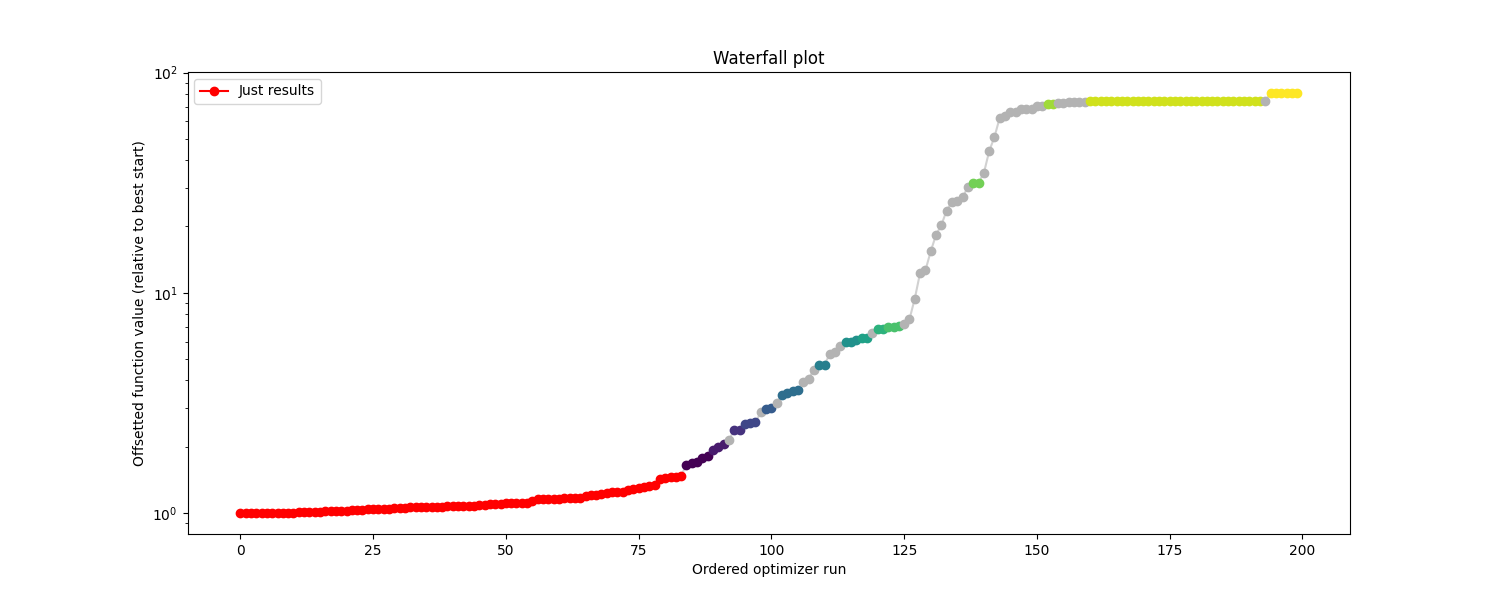 Waterfall plot
Just results
Offsetted function value (relative to best start)
10²
10¹
10⁰
0 25 50 75 100 125 150 175 200
Ordered optimizer run